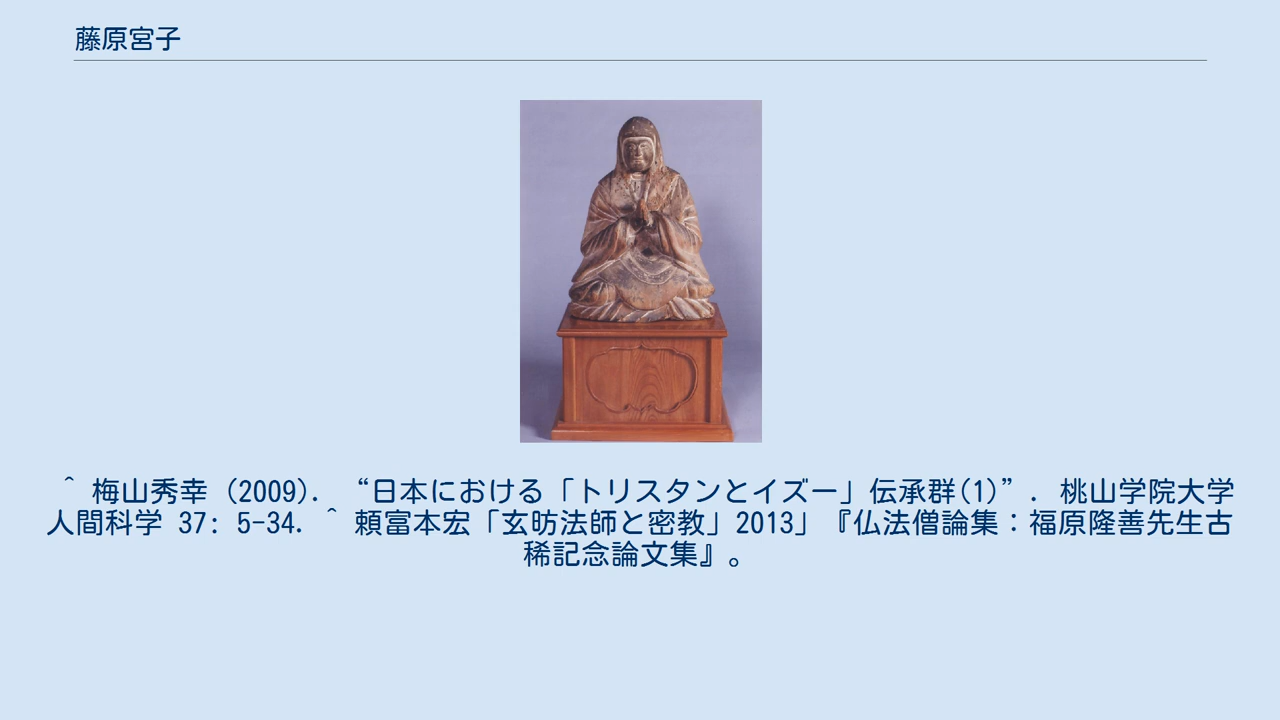 藤原宮子
^ 梅山秀幸 (2009). “日本における「トリスタンとイズー」伝承群(1)”. 桃山学院大学
人間科学 37: 5-34. ^ 頼富本宏「玄昉法師と密教」2013」『仏法僧論集：福原隆善先生古
稀記念論文集』。